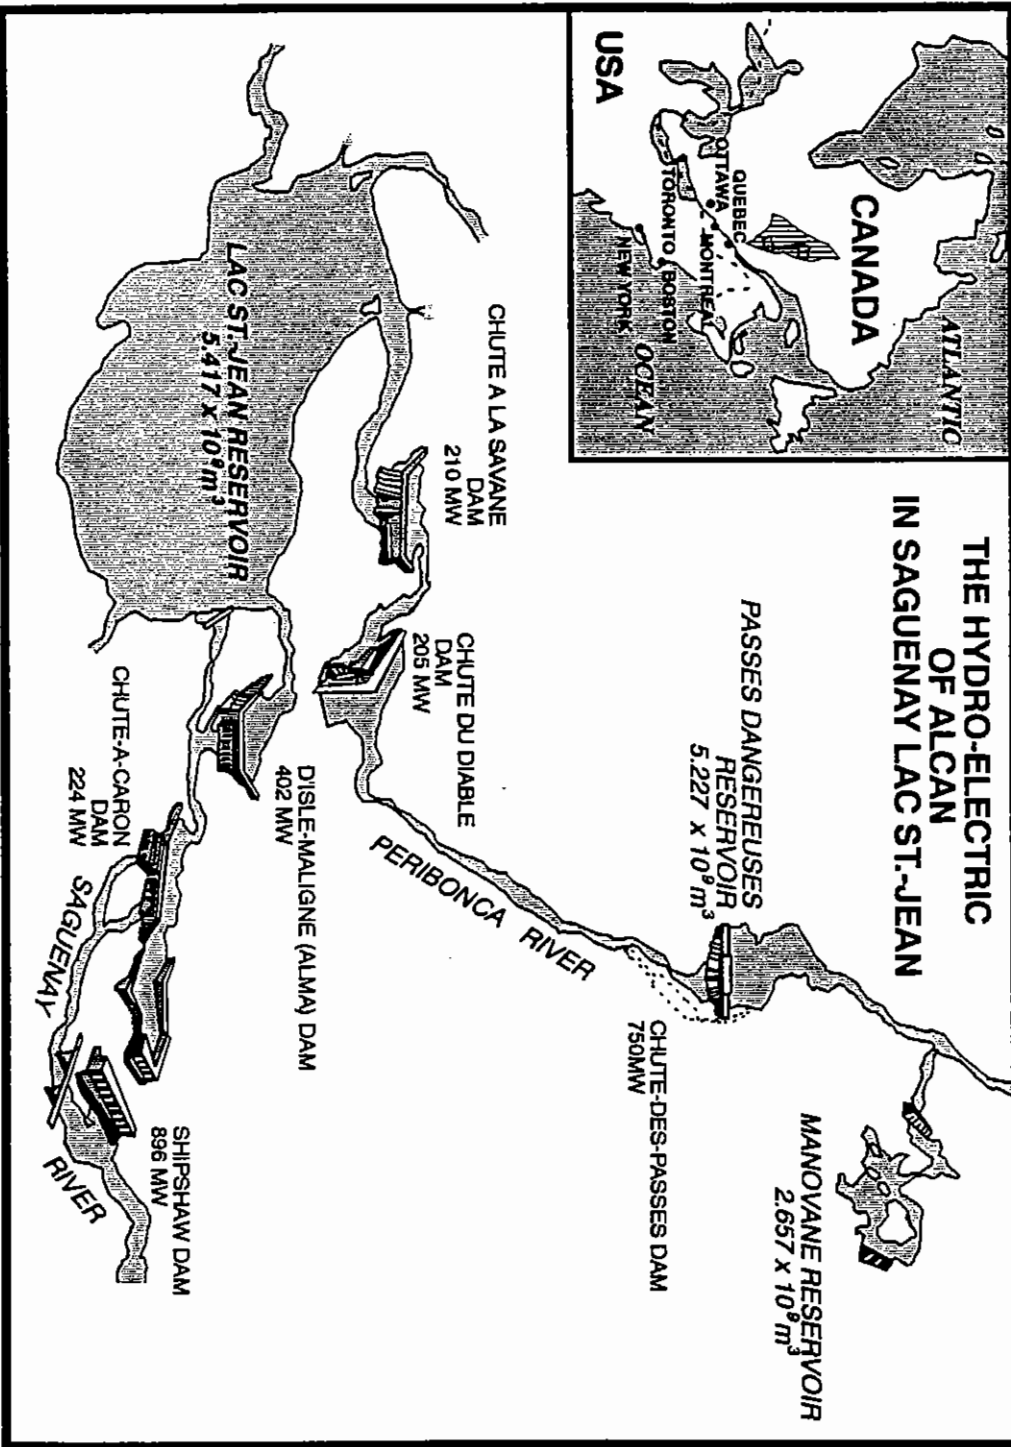 THE HYDRO-ELECTRIC
OF ALCAN
IN SAGUENAY LAC ST.-JEAN
CANADA
ATLANTIC
OCEAN
USA
QUEBEC
OTTAWA
MONTREAL
TORONTO
BOSTON
NEW YORK
MANOVANE RESERVOIR
2.657 x 10⁹ m³
PASSES DANGEREUSES
RESERVOIR
5.227 x 10⁹ m³
CHUTE-DES-PASSES DAM
750MW
PERIBONCA RIVER
CHUTE DU DIABLE
DAM
205 MW
CHUTE A LA SAVANE
DAM
210 MW
LAC ST.-JEAN RESERVOIR
5.417 x 10⁹ m³
D'ISLE-MALIGNE (ALMA) DAM
402 MW
CHUTE-A-CARON
DAM
224 MW
SAGUENAY
RIVER
SHIPSHAW DAM
896 MW